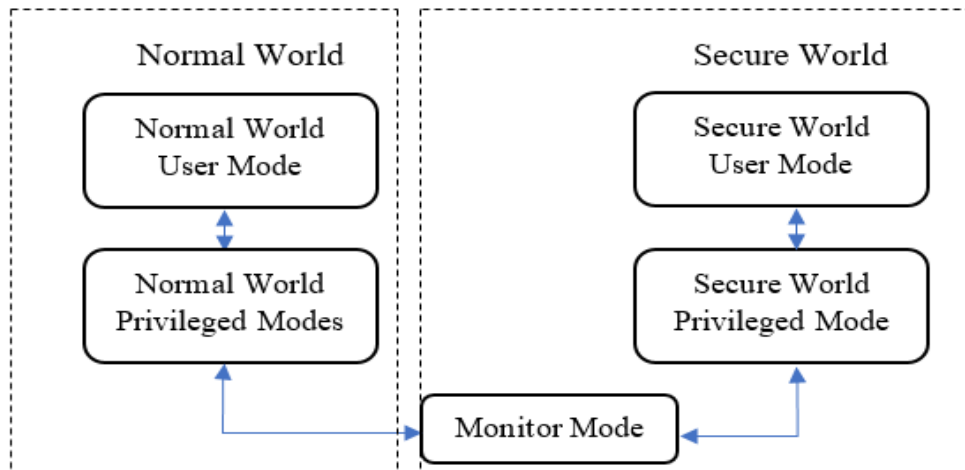 Normal World
Normal World
User Mode
Normal World
Privileged Modes
Secure World
Secure World
User Mode
Secure World
Privileged Mode
Monitor Mode